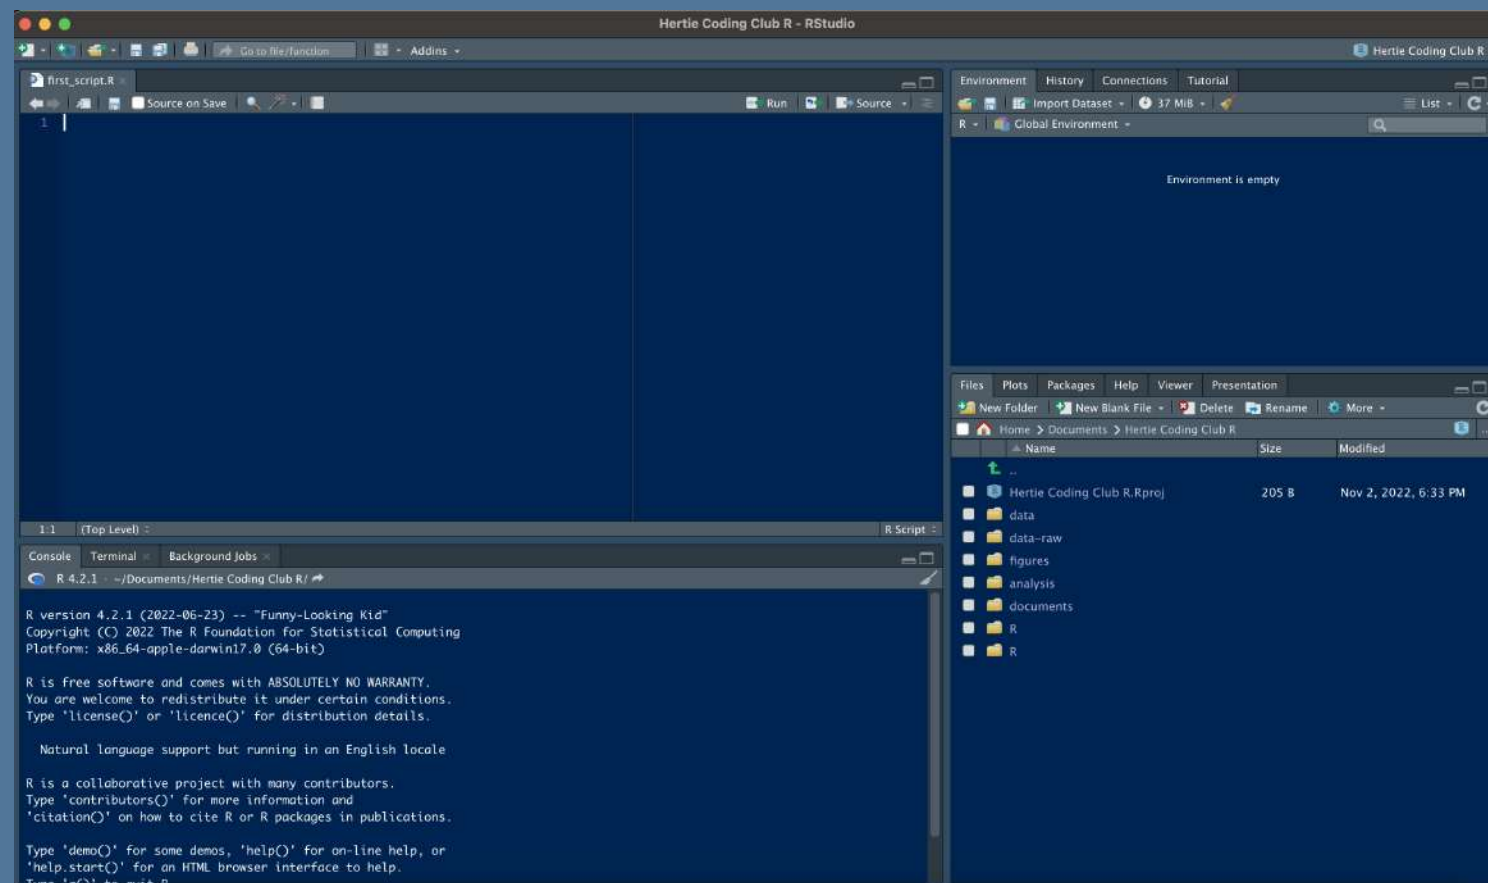 Hertie Coding Club R - RStudio
Go to file/function
Addins
Hertie Coding Club R
first_script.R
Source on Save
Run
Source
1
1:1 (Top Level)
R Script
Console Terminal Background Jobs
R 4.2.1 · ~/Documents/Hertie Coding Club R/
R version 4.2.1 (2022-06-23) -- "Funny-Looking Kid"
Copyright (C) 2022 The R Foundation for Statistical Computing
Platform: x86_64-apple-darwin17.0 (64-bit)
R is free software and comes with ABSOLUTELY NO WARRANTY.
You are welcome to redistribute it under certain conditions.
Type 'license()' or 'licence()' for distribution details.
Natural language support but running in an English locale
R is a collaborative project with many contributors.
Type 'contributors()' for more information and
'citation()' on how to cite R or R packages in publications.
Type 'demo()' for some demos, 'help()' for on-line help, or
'help.start()' for an HTML browser interface to help.
Type 'q()' to quit R.
Environment History Connections Tutorial
Import Dataset 37 MiB List
R Global Environment
Environment is empty
Files Plots Packages Help Viewer Presentation
New Folder New Blank File Delete Rename More
Home > Documents > Hertie Coding Club R
Name Size Modified
..
Hertie Coding Club R.Rproj 205 B Nov 2, 2022, 6:33 PM
data
data-raw
figures
analysis
documents
R
R